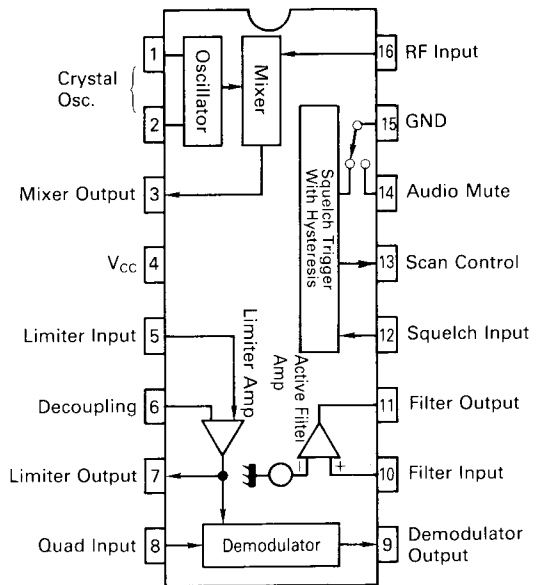 1
Crystal
Osc.
2
Oscillator
Mixer
16
RF Input
15
GND
Mixer Output
3
Squelch Trigger
With Hysteresis
14
Audio Mute
VCC
4
13
Scan Control
Limiter Input
5
Limiter Amp
12
Squelch Input
Decoupling
6
Active Filter
Amp
11
Filter Output
Limiter Output
7
-
+
10
Filter Input
Quad Input
8
Demodulator
9
Demodulator
Output